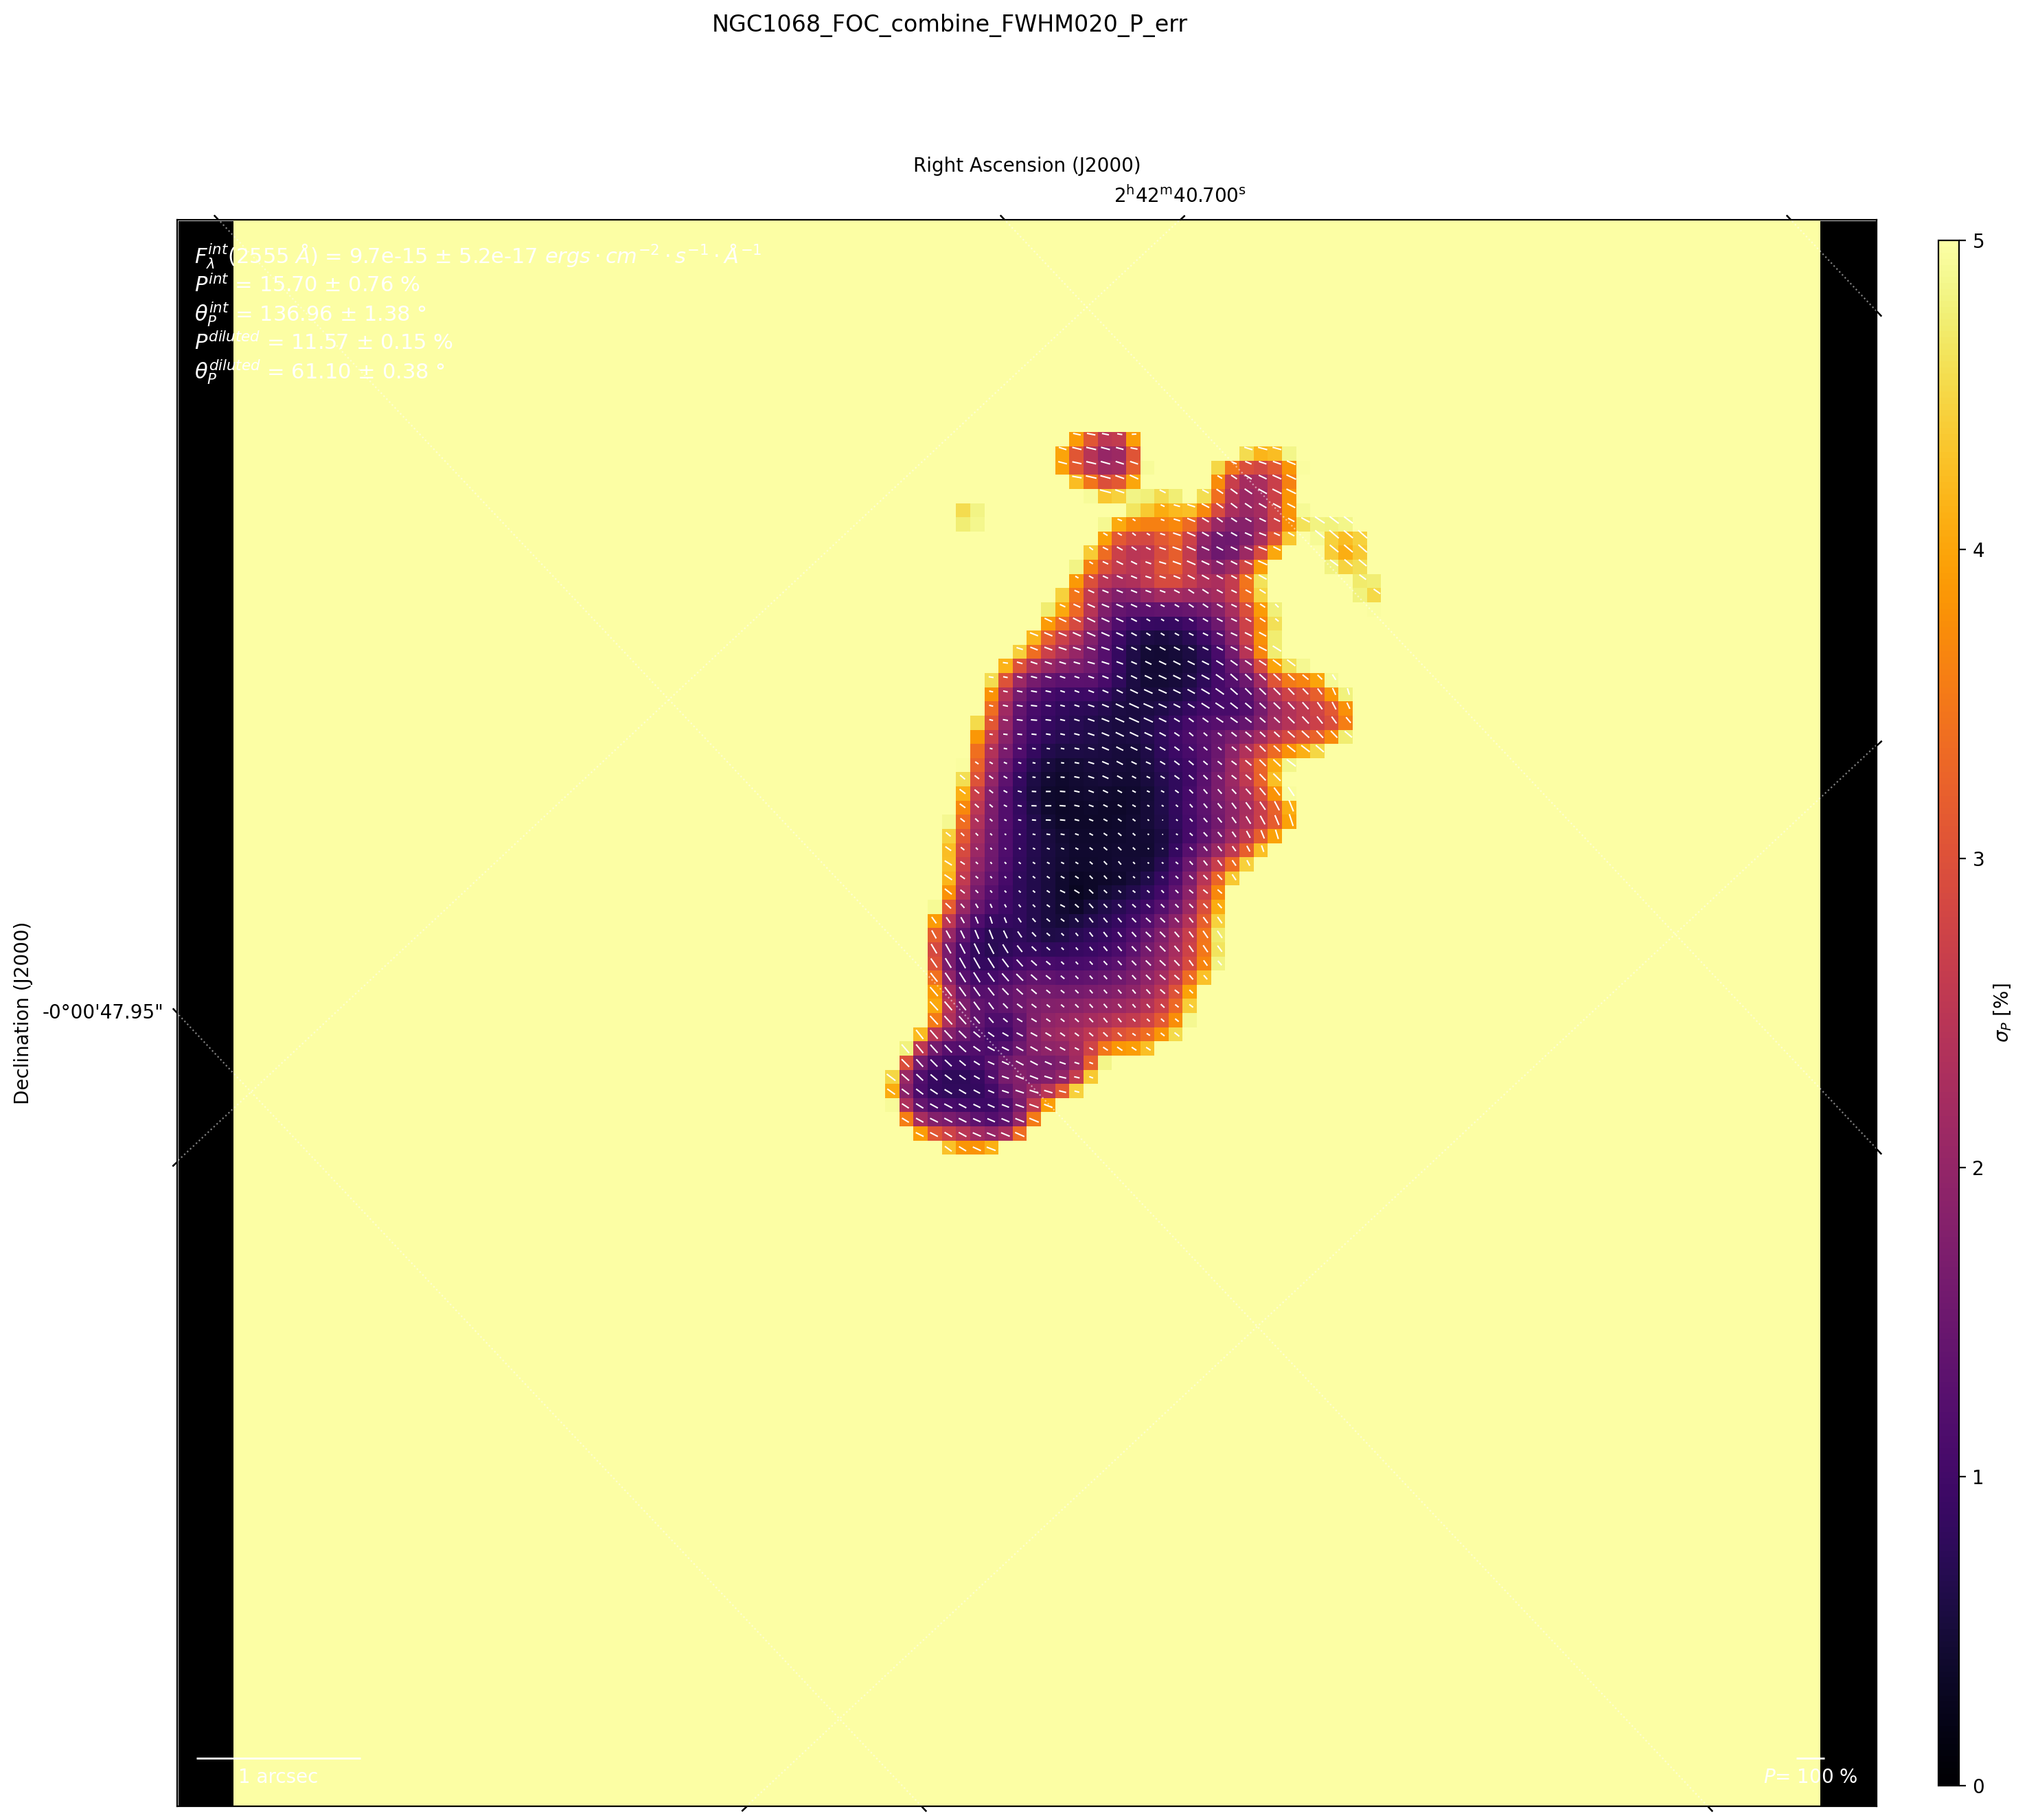 NGC1068_FOC_combine_FWHM020_P_err
Right Ascension (J2000)
2ʰ42ᵐ40.700ˢ
F_λ^int (2555 Å) = 9.7e-15 ± 5.2e-17 ergs · cm⁻² · s⁻¹ · Å⁻¹
P^int = 15.70 ± 0.76 %
θ_P^int = 136.96 ± 1.38 °
P^diluted = 11.57 ± 0.15 %
θ_P^diluted = 61.10 ± 0.38 °
Declination (J2000)
-0°00'47.95"
1 arcsec
P= 100 %
5
4
3
2
1
0
σ_P [%]